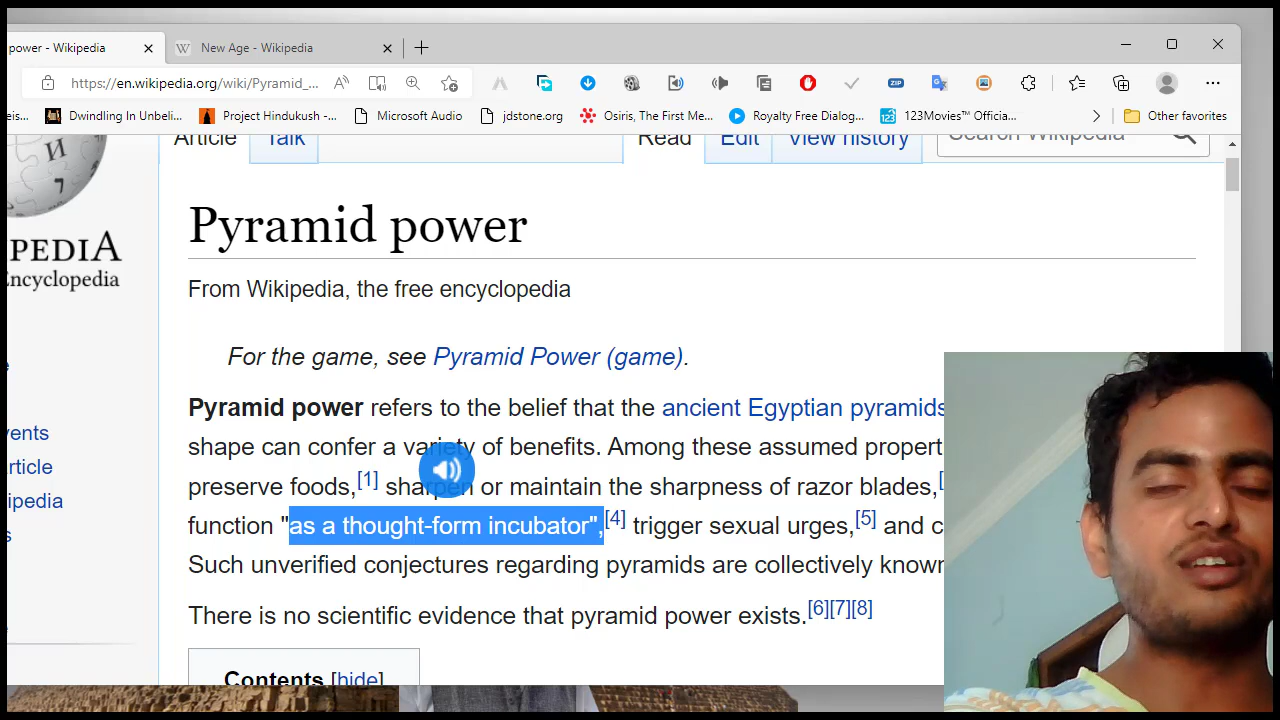 power - Wikipedia
New Age - Wikipedia
https://en.wikipedia.org/wiki/Pyramid_...
eis...
Dwindling In Unbeli...
Project Hindukush -...
Microsoft Audio
jdstone.org
Osiris, The First Me...
Royalty Free Dialog...
123Movies™ Officia...
Other favorites
Article
Talk
Read
Edit
View history
Search Wikipedia
PEDIA
Encyclopedia
Pyramid power
From Wikipedia, the free encyclopedia
For the game, see Pyramid Power (game).
Pyramid power refers to the belief that the ancient Egyptian pyramids
shape can confer a variety of benefits. Among these assumed propert
preserve foods,[1] sharpen or maintain the sharpness of razor blades,[
function "as a thought-form incubator",[4] trigger sexual urges,[5] and c
Such unverified conjectures regarding pyramids are collectively known
There is no scientific evidence that pyramid power exists.[6][7][8]
Contents [hide]
vents
rticle
ipedia